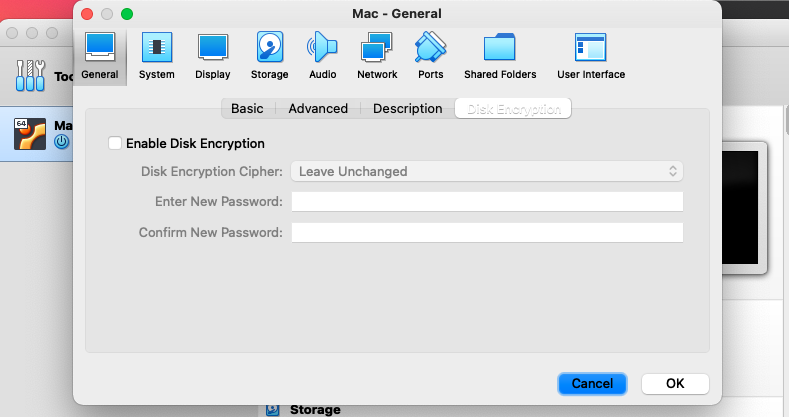 Mac - General
General System Display Storage Audio Network Ports Shared Folders User Interface
Basic Advanced Description Disk Encryption
Enable Disk Encryption
Disk Encryption Cipher: Leave Unchanged
Enter New Password:
Confirm New Password:
Cancel OK
Too
64
Ma
Storage